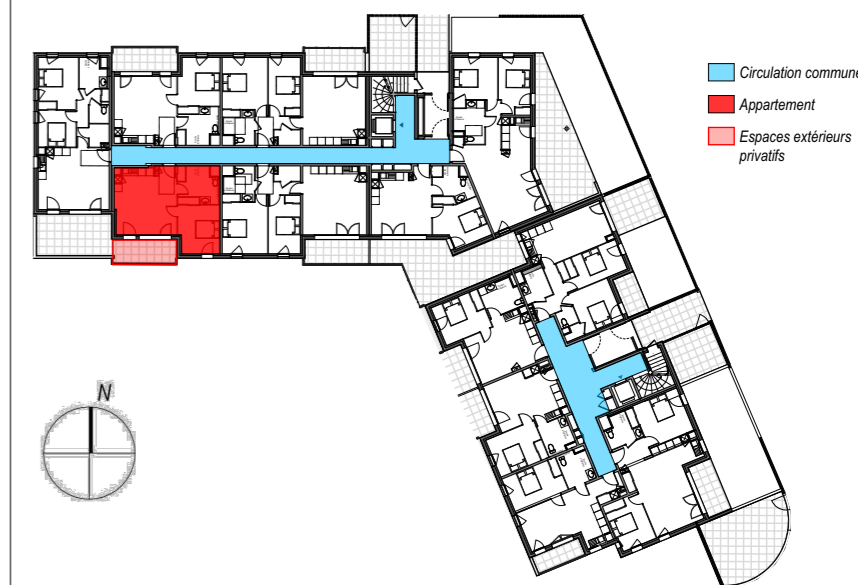 Circulation commune
Appartement
Espaces extérieurs
privatifs
N